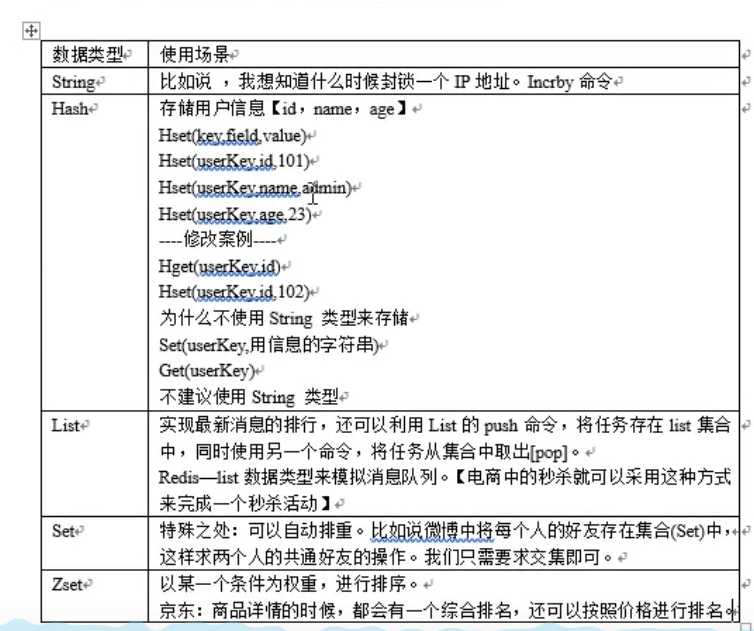 数据类型 使用场景
String 比如说 ，我想知道什么时候封锁一个 IP 地址。Incrby 命令
Hash 存储用户信息【id，name，age】
Hset(key,field,value)
Hset(userKey,id,101)
Hset(userKey,name,admin)
Hset(userKey,age,23)
----修改案例----
Hget(userKey,id)
Hset(userKey,id,102)
为什么不使用 String 类型来存储
Set(userKey,用信息的字符串)
Get(userKey)
不建议使用 String 类型
List 实现最新消息的排行，还可以利用 List 的 push 命令，将任务存在 list 集合
中，同时使用另一个命令，将任务从集合中取出[pop]。
Redis—list 数据类型来模拟消息队列。【电商中的秒杀就可以采用这种方式
来完成一个秒杀活动】
Set 特殊之处：可以自动排重。比如说微博中将每个人的好友存在集合(Set)中，
这样求两个人的共通好友的操作。我们只需要求交集即可。
Zset 以某一个条件为权重，进行排序。
京东：商品详情的时候，都会有一个综合排名，还可以按照价格进行排名。